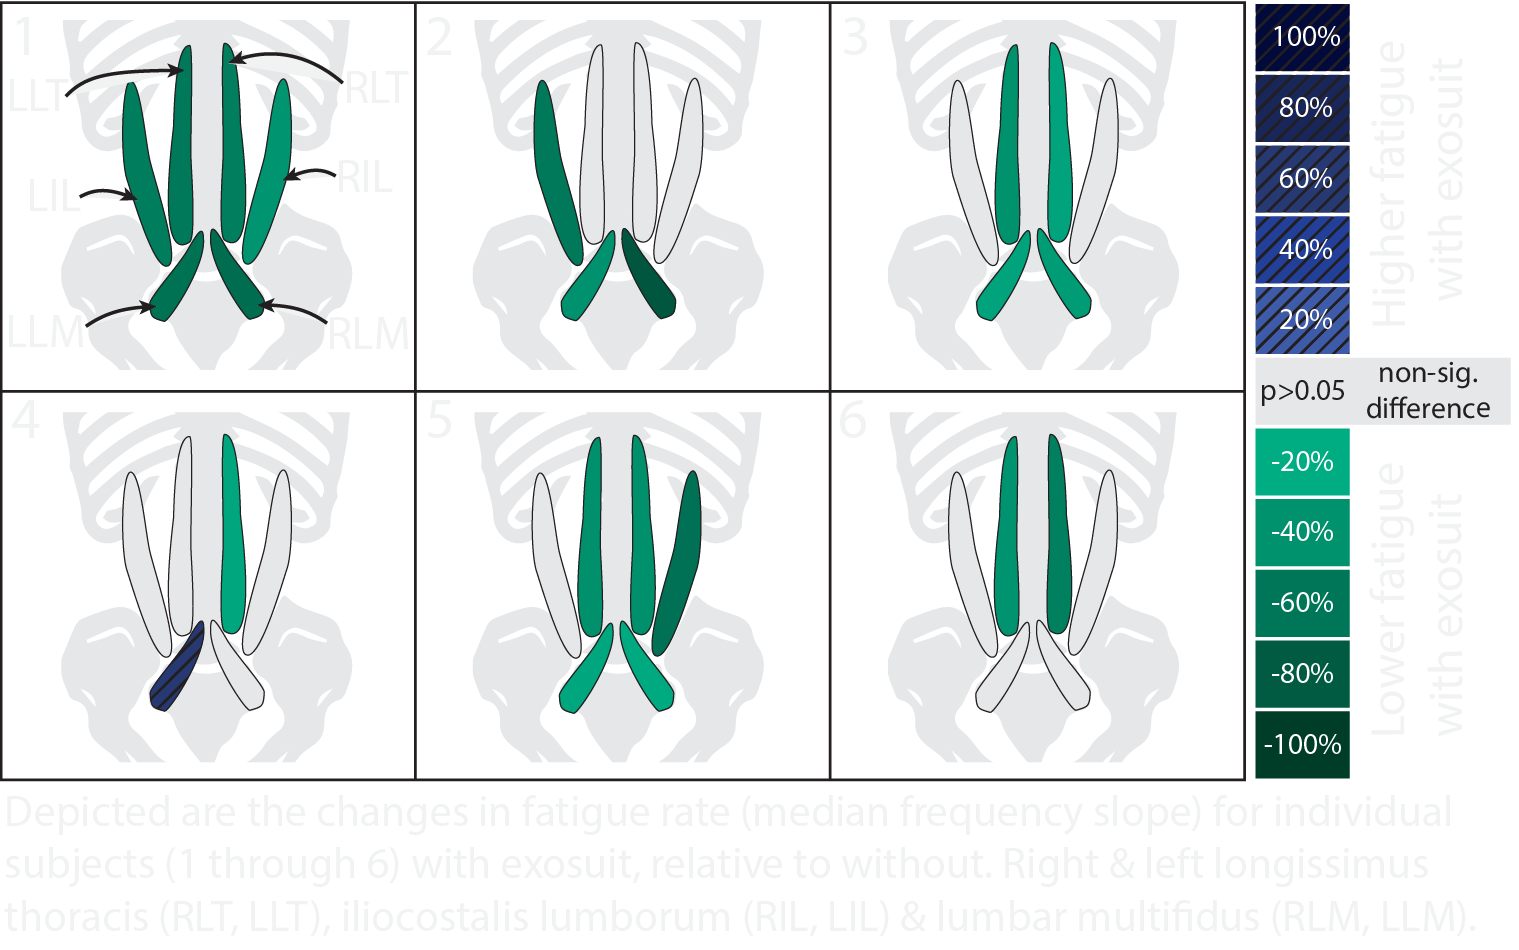 1
LLT
RLT
LIL
RIL
LLM
RLM
2
3
4
5
6
100%
80%
60%
40%
20%
Higher fatigue
with exosuit
p>0.05
non-sig.
difference
-20%
-40%
-60%
-80%
-100%
Lower fatigue
with exosuit
Depicted are the changes in fatigue rate (median frequency slope) for individual
subjects (1 through 6) with exosuit, relative to without. Right & left longissimus
thoracis (RLT, LLT), iliocostalis lumborum (RIL, LIL) & lumbar multifidus (RLM, LLM).